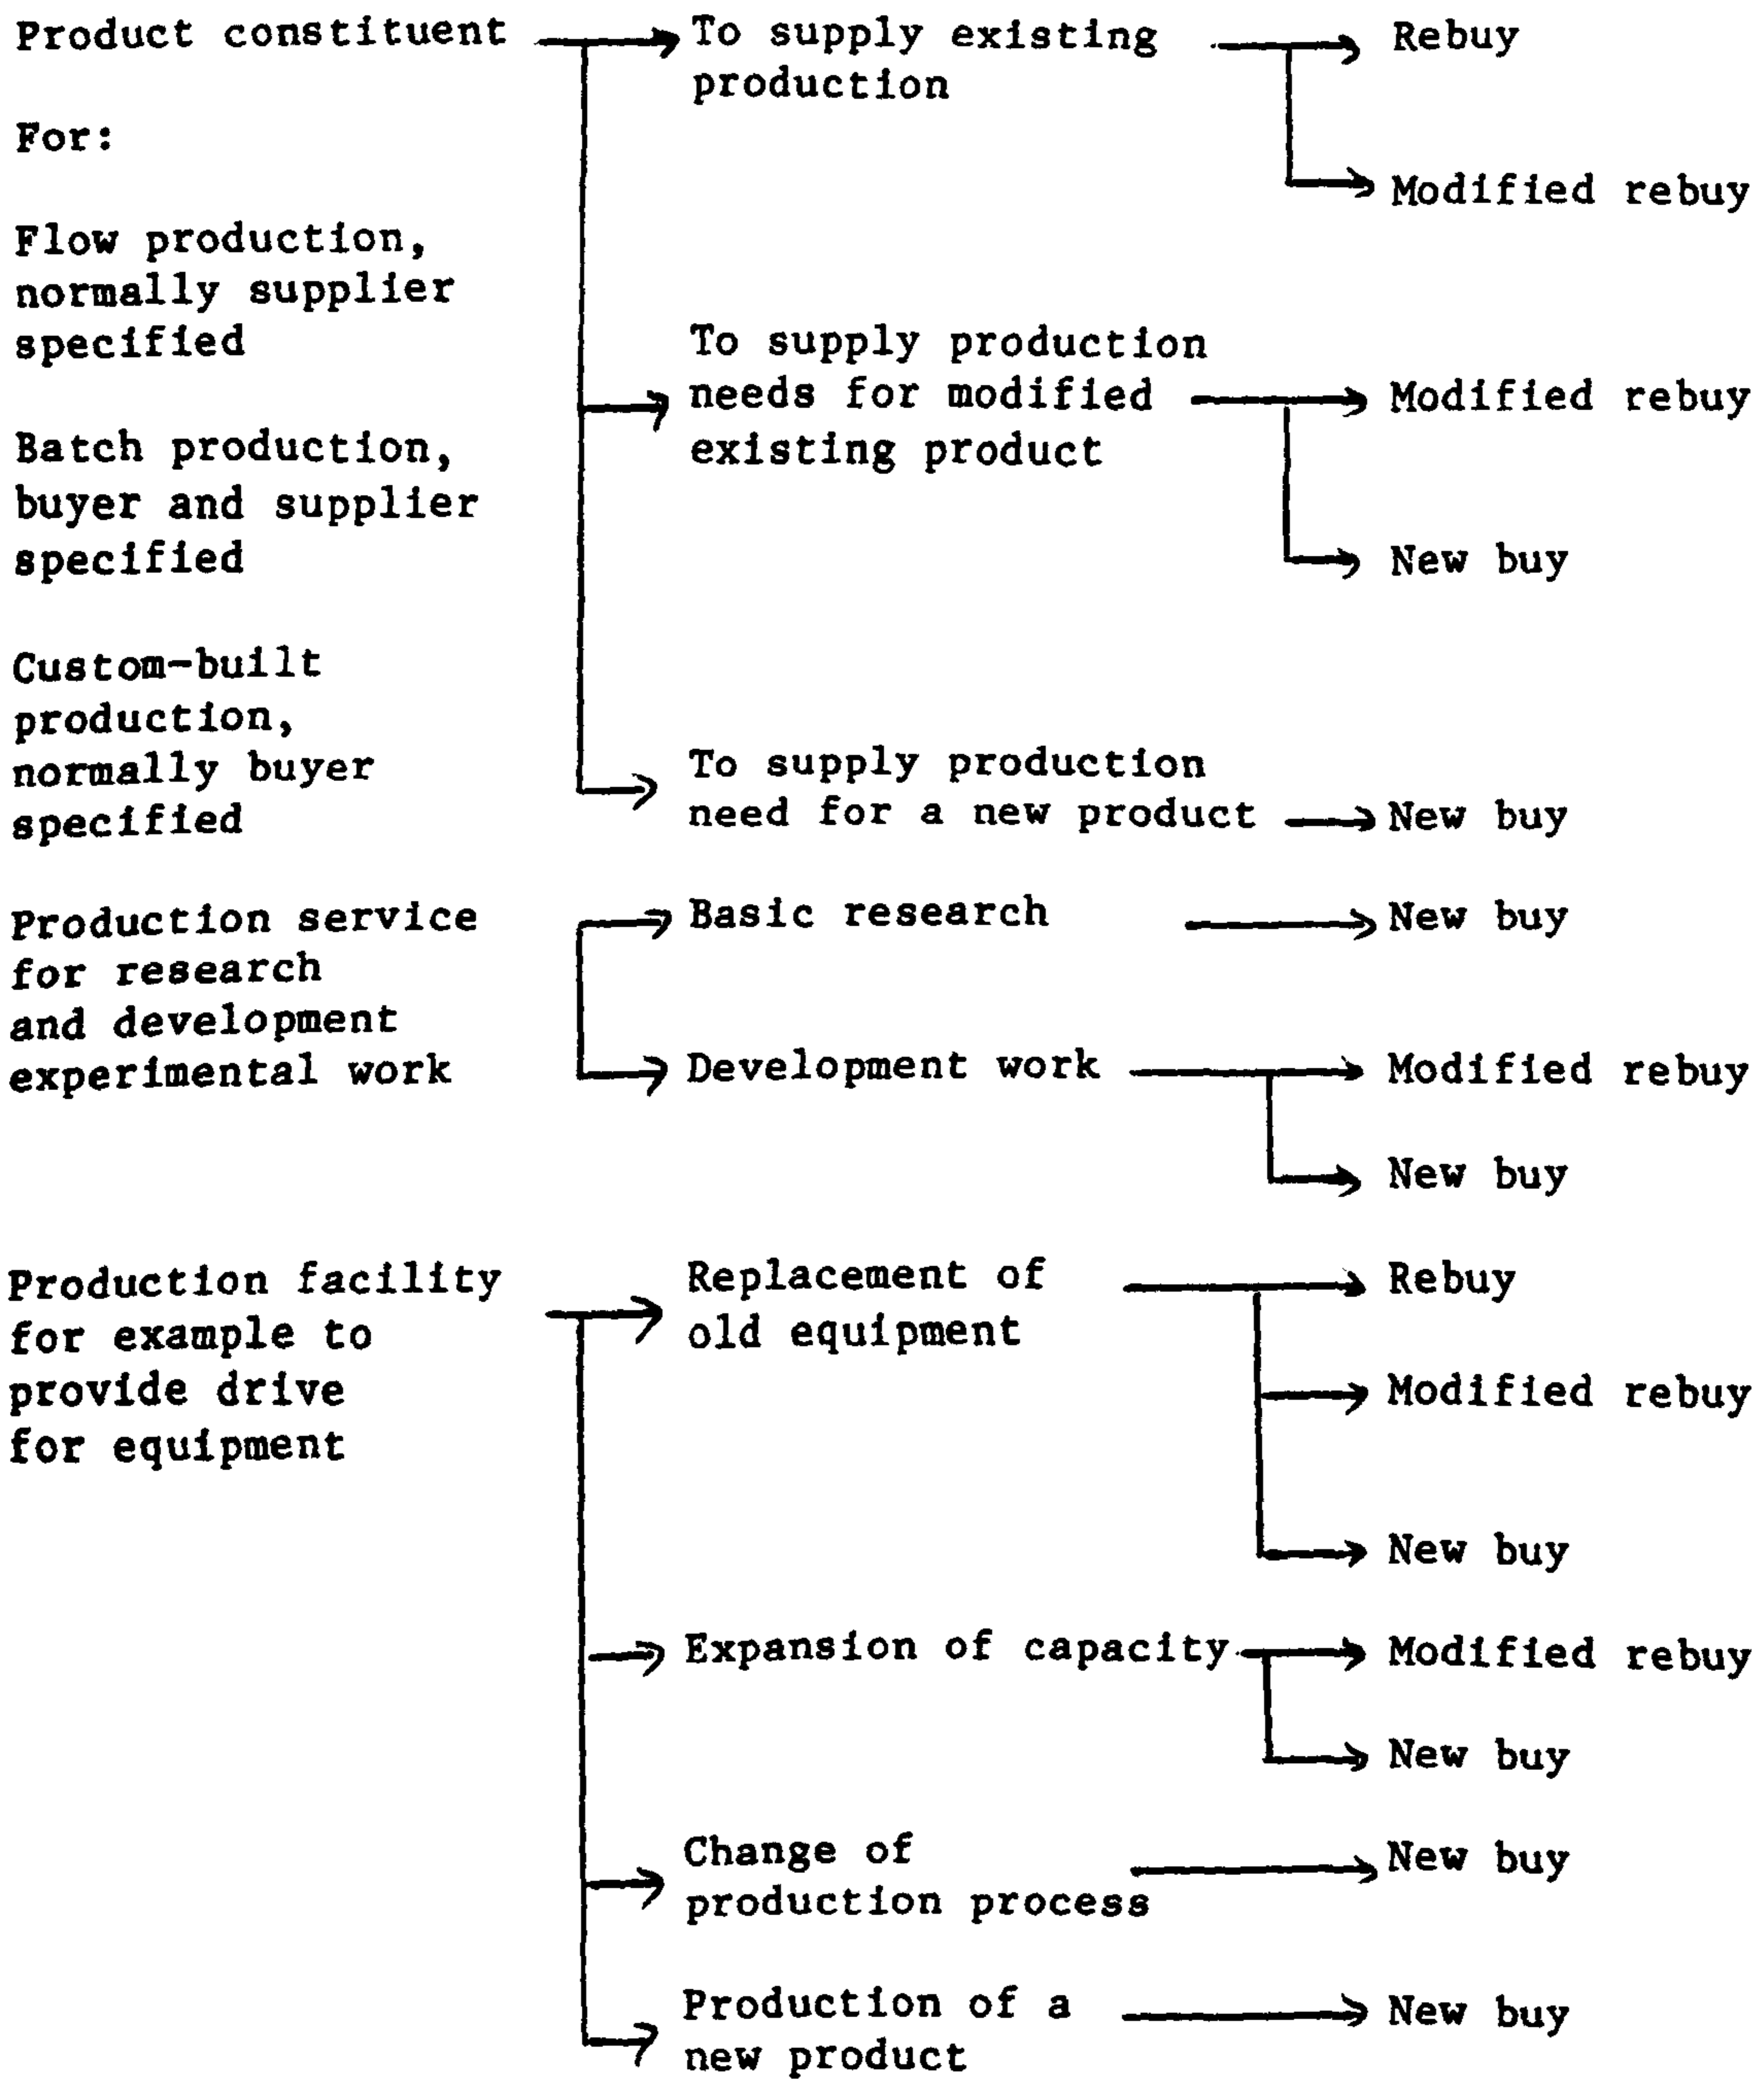 Product constituent
For:
Flow production,
normally supplier
specified
Batch production,
buyer and supplier
specified
Custom-built
production,
normally buyer
specified
To supply existing
production
Rebuy
Modified rebuy
To supply production
needs for modified
existing product
Modified rebuy
New buy
To supply production
need for a new product
New buy
Production service
for research
and development
experimental work
Basic research
New buy
Development work
Modified rebuy
New buy
Production facility
for example to
provide drive
for equipment
Replacement of
old equipment
Rebuy
Modified rebuy
New buy
Expansion of capacity
Modified rebuy
New buy
Change of
production process
New buy
Production of a
new product
New buy